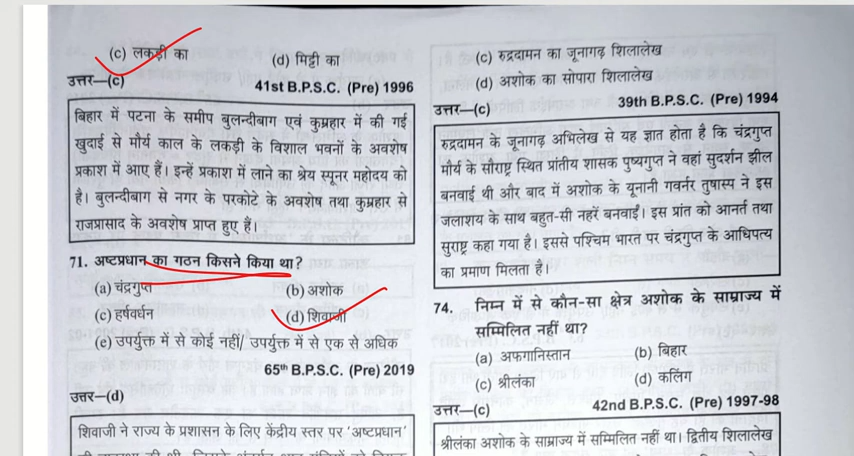 (c) लकड़ी का (d) मिट्टी का
उत्तर—(c) 41st B.P.S.C. (Pre) 1996
बिहार में पटना के समीप बुलन्दीबाग एवं कुम्रहार में की गई
खुदाई से मौर्य काल के लकड़ी के विशाल भवनों के अवशेष
प्रकाश में आए हैं। इन्हें प्रकाश में लाने का श्रेय स्पूनर महोदय को
है। बुलन्दीबाग से नगर के परकोटे के अवशेष तथा कुम्रहार से
राजप्रासाद के अवशेष प्राप्त हुए हैं।
71. अष्टप्रधान का गठन किसने किया था?
(a) चंद्रगुप्त (b) अशोक
(c) हर्षवर्धन (d) शिवाजी
(e) उपर्युक्त में से कोई नहीं/ उपर्युक्त में से एक से अधिक
65th B.P.S.C. (Pre) 2019
उत्तर—(d)
शिवाजी ने राज्य के प्रशासन के लिए केंद्रीय स्तर पर 'अष्टप्रधान'
(c) रुद्रदामन का जूनागढ़ शिलालेख
(d) अशोक का सोपारा शिलालेख
उत्तर—(c) 39th B.P.S.C. (Pre) 1994
रुद्रदामन के जूनागढ़ अभिलेख से यह ज्ञात होता है कि चंद्रगुप्त
मौर्य के सौराष्ट्र स्थित प्रांतीय शासक पुष्यगुप्त ने वहां सुदर्शन झील
बनवाई थी और बाद में अशोक के यूनानी गवर्नर तुषास्प ने इस
जलाशय के साथ बहुत-सी नहरें बनवाईं। इस प्रांत को आनर्त तथा
सुराष्ट्र कहा गया है। इससे पश्चिम भारत पर चंद्रगुप्त के आधिपत्य
का प्रमाण मिलता है।
74. निम्न में से कौन-सा क्षेत्र अशोक के साम्राज्य में
सम्मिलित नहीं था?
(a) अफगानिस्तान (b) बिहार
(c) श्रीलंका (d) कलिंग
उत्तर—(c) 42nd B.P.S.C. (Pre) 1997-98
श्रीलंका अशोक के साम्राज्य में सम्मिलित नहीं था। द्वितीय शिलालेख